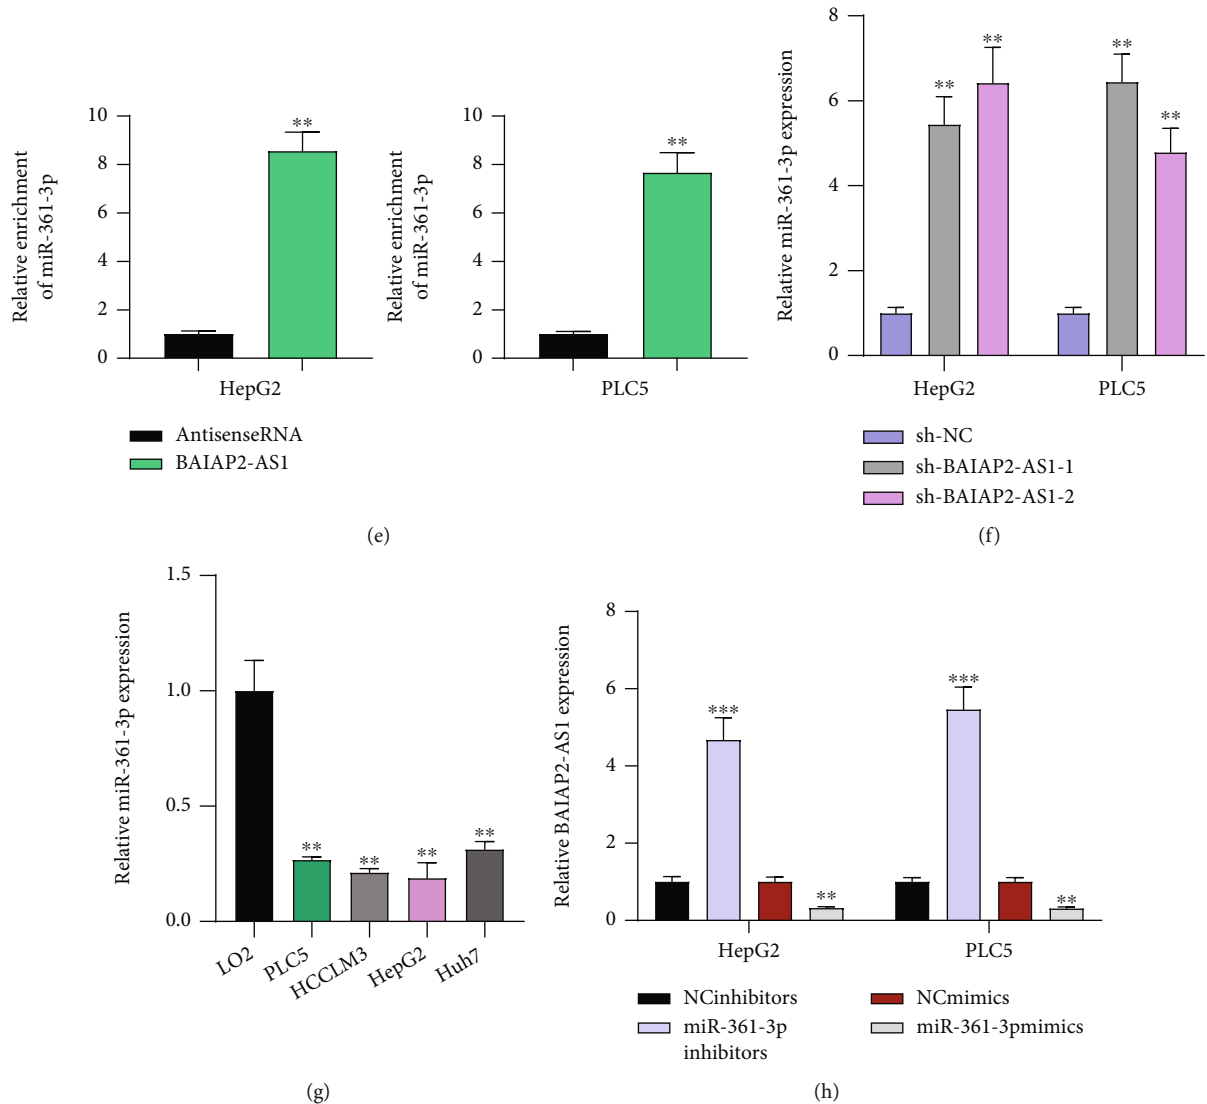 Relative enrichment
of miR-361-3p
10
8
6
4
2
0
**
HepG2
Relative enrichment
of miR-361-3p
10
8
6
4
2
0
**
PLC5
AntisenseRNA
BAIAP2-AS1
(e)
Relative miR-361-3p expression
8
6
4
2
0
**
**
**
**
HepG2
PLC5
sh-NC
sh-BAIAP2-AS1-1
sh-BAIAP2-AS1-2
(f)
Relative miR-361-3p expression
1.5
1.0
0.5
0.0
**
**
**
**
LO2
PLC5
HCCLM3
HepG2
Huh7
(g)
Relative BAIAP2-AS1 expression
8
6
4
2
0
***
**
***
**
HepG2
PLC5
NCinhibitors
miR-361-3p
inhibitors
NCmimics
miR-361-3pmimics
(h)